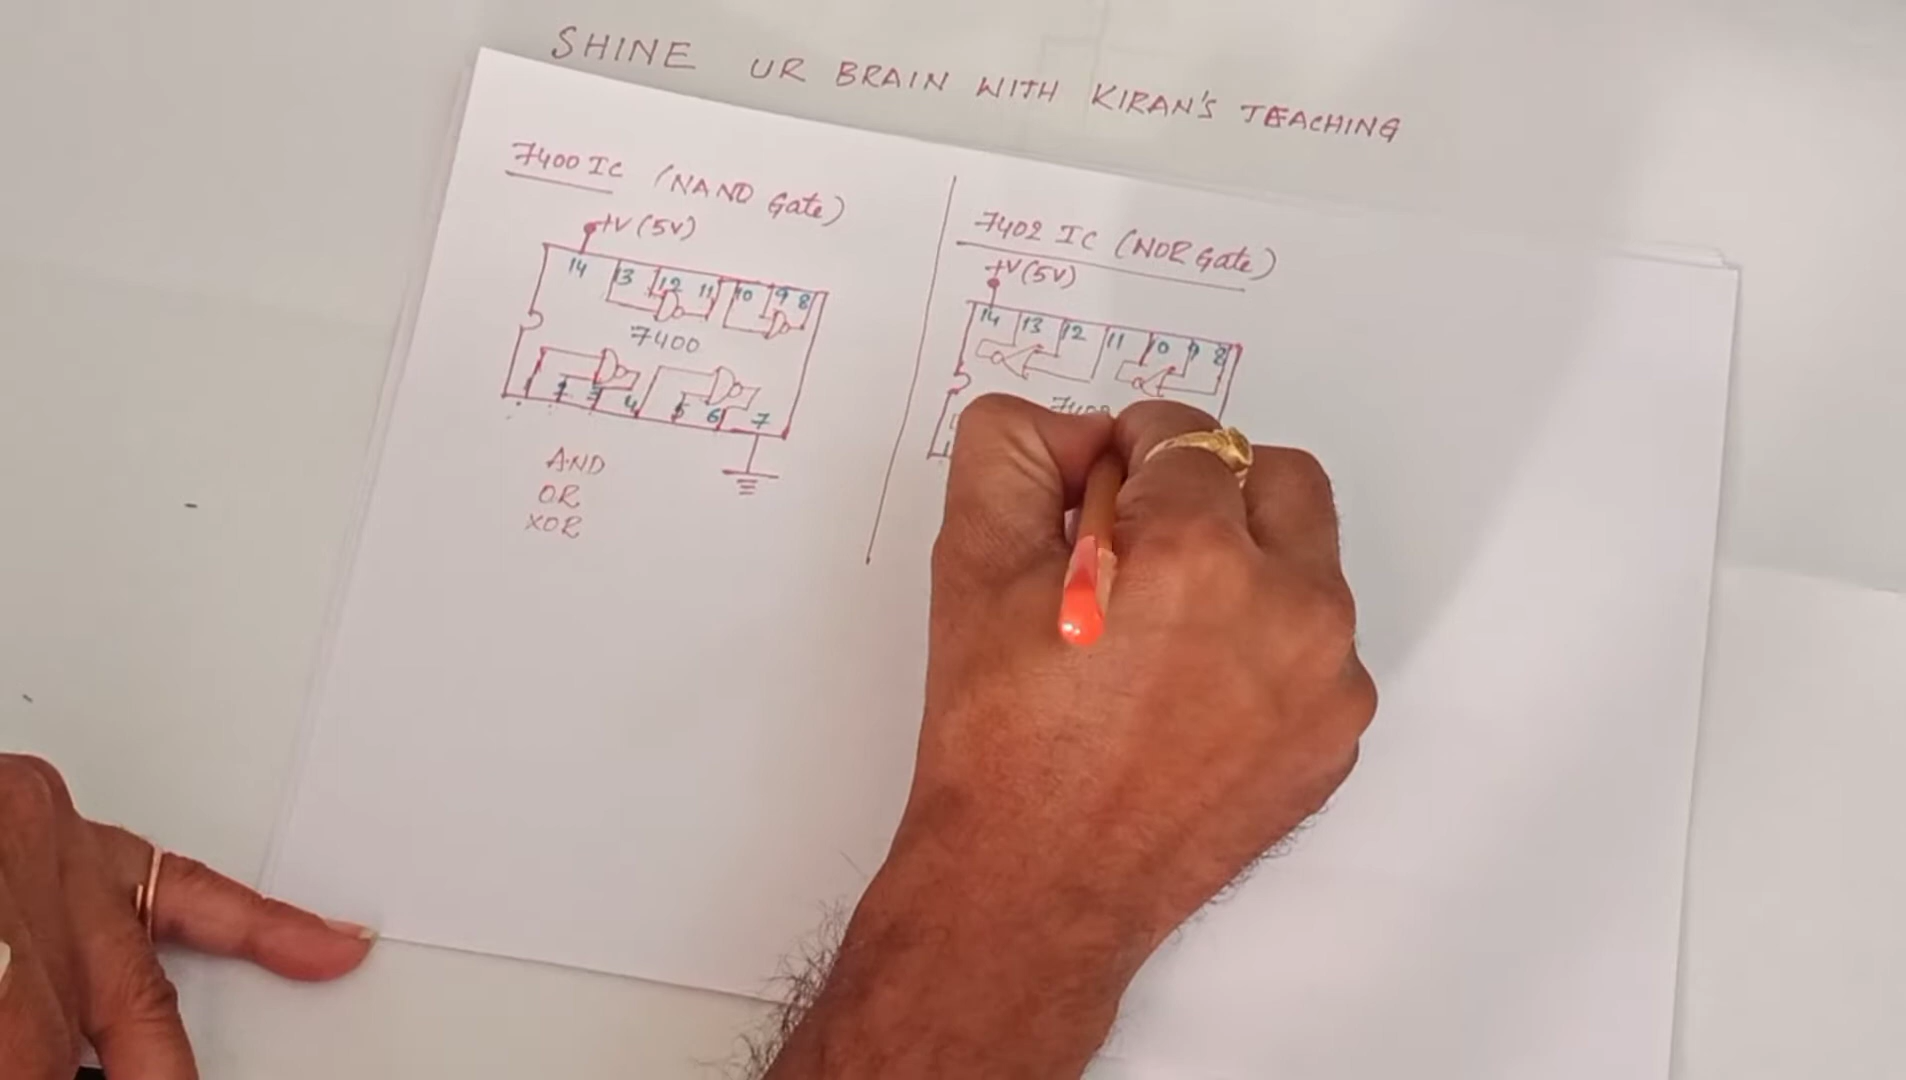 SHINE UR BRAIN WITH KIRAN'S TEACHING
7400 IC (NAND Gate)
+V (5V)
14 13 12 11 10 9 8
7400
1 2 3 4 5 6 7
AND
OR
XOR
7402 IC (NOR Gate)
+V (5V)
14 13 12 11 10 9 8